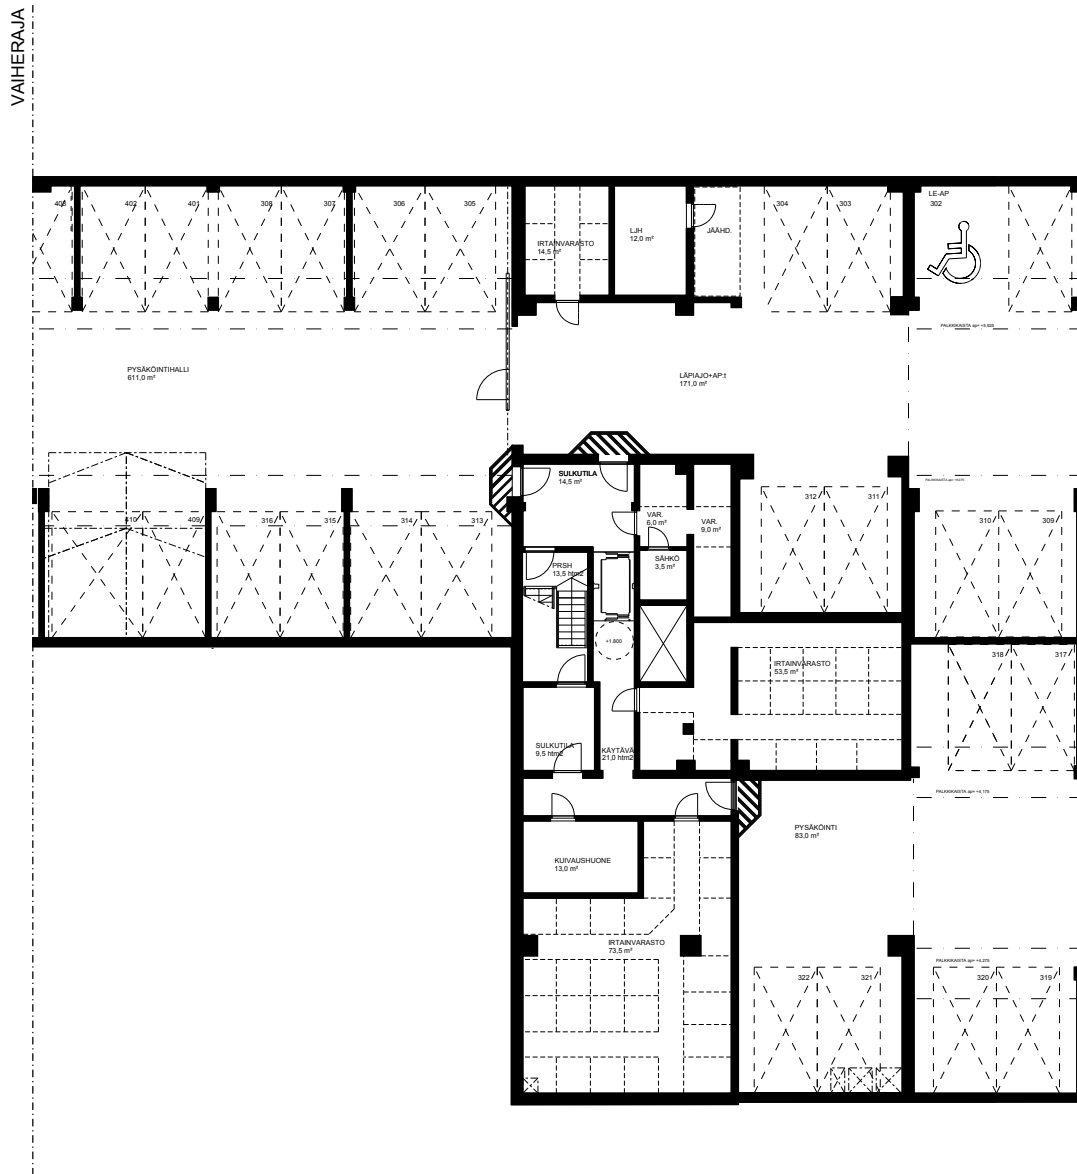 VAIHERAJA
403
402
401
308
307
306
305
IRTAINVARASTO
14,5 m²
LJH
12,0 m²
JÄÄHD.
304
303
LE-AP
302
PYSÄKÖINTIHALLI
611,0 m²
LÄPIAJO+AP:t
171,0 m²
410
409
316
315
314
313
SULKUTILA
14,5 m²
VAR.
6,0 m²
VAR.
9,0 m²
SÄHKÖ
3,5 m²
PRSH
13,5 htm2
312
311
310
309
+1.800
IRTAINVARASTO
53,5 m²
318
317
SULKUTILA
9,5 htm2
KÄYTÄVÄ
21,0 htm2
PYSÄKÖINTI
83,0 m²
KUIVAUSHUONE
13,0 m²
IRTAINVARASTO
73,5 m²
322
321
320
319